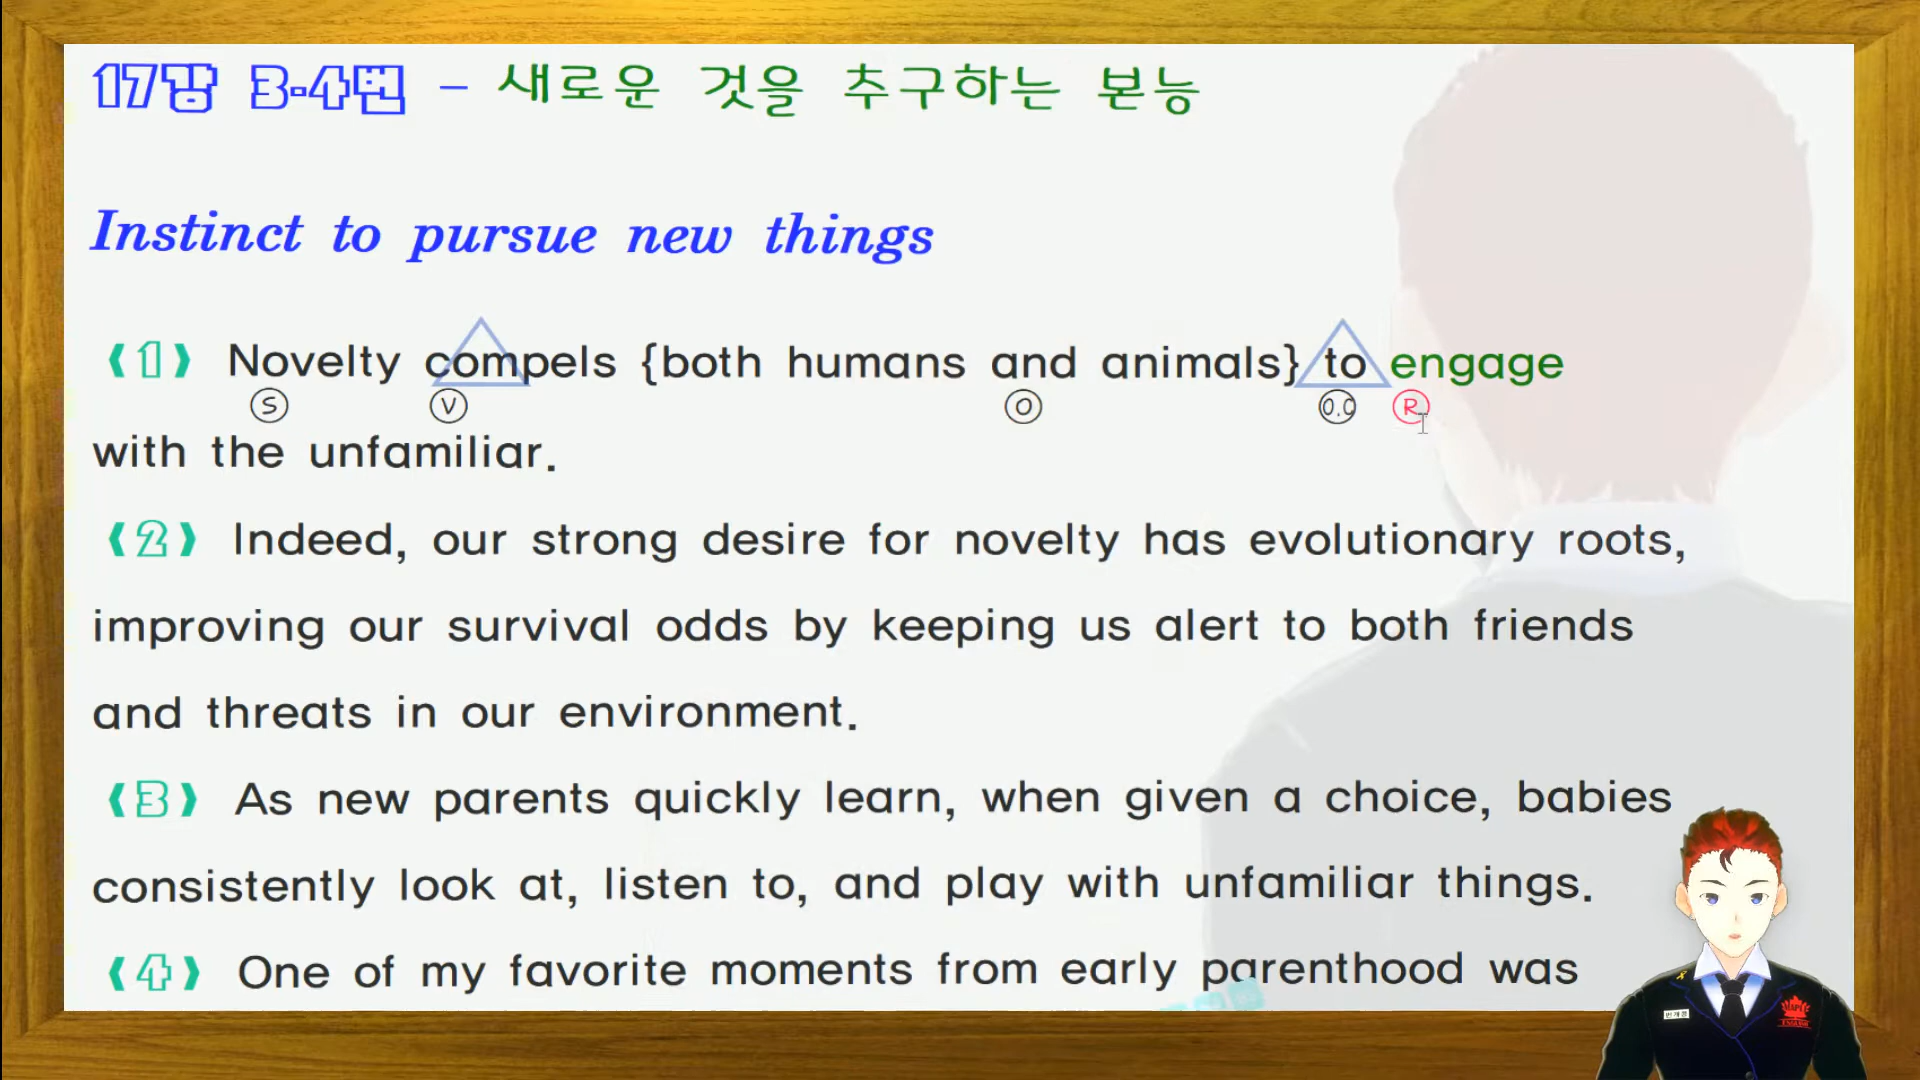 17강 3-4번 – 새로운 것을 추구하는 본능
Instinct to pursue new things
❬1❭ Novelty compels {both humans and animals} to engage
S V O O.C R
with the unfamiliar.
❬2❭ Indeed, our strong desire for novelty has evolutionary roots,
improving our survival odds by keeping us alert to both friends
and threats in our environment.
❬3❭ As new parents quickly learn, when given a choice, babies
consistently look at, listen to, and play with unfamiliar things.
❬4❭ One of my favorite moments from early parenthood was